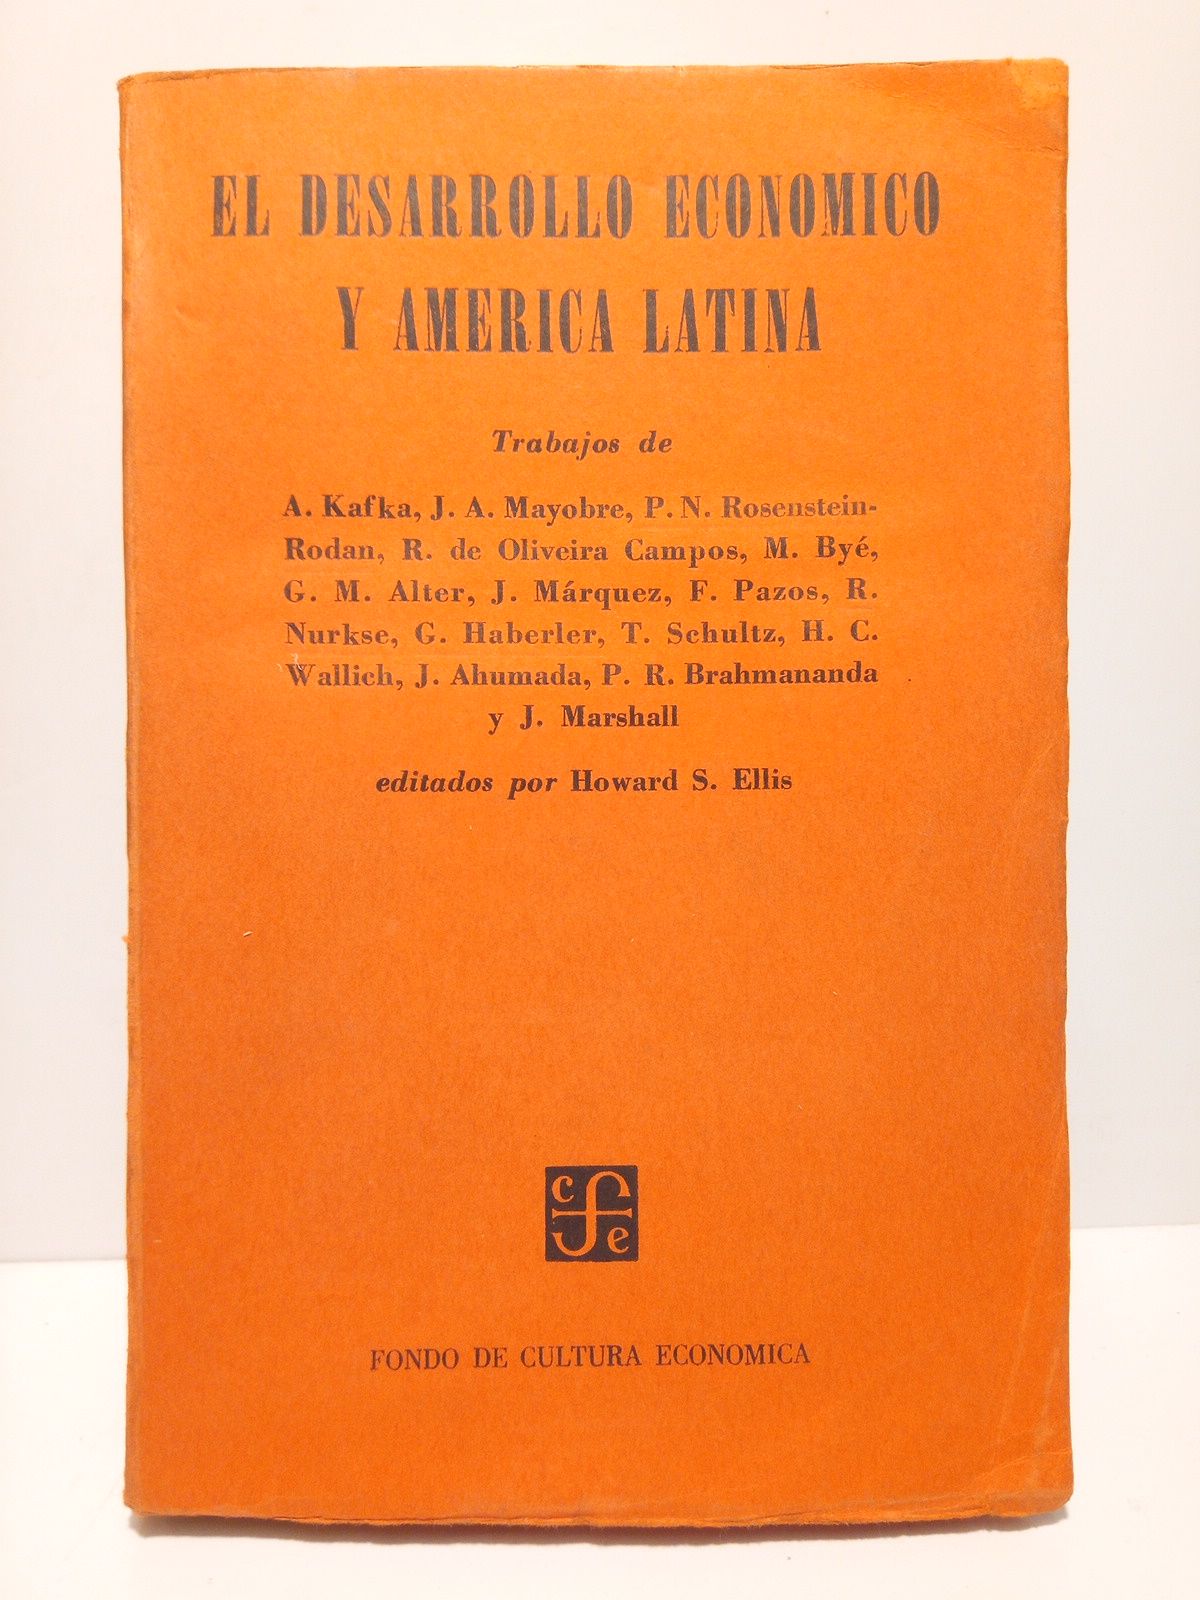 EL DESARROLLO ECONOMICO
Y AMERICA LATINA
Trabajos de
A. Kafka, J. A. Mayobre, P. N. Rosenstein-
Rodan, R. de Oliveira Campos, M. Byé,
G. M. Alter, J. Márquez, F. Pazos, R.
Nurkse, G. Haberler, T. Schultz, H. C.
Wallich, J. Ahumada, P. R. Brahmananda
y J. Marshall
editados por Howard S. Ellis
cfe
FONDO DE CULTURA ECONOMICA